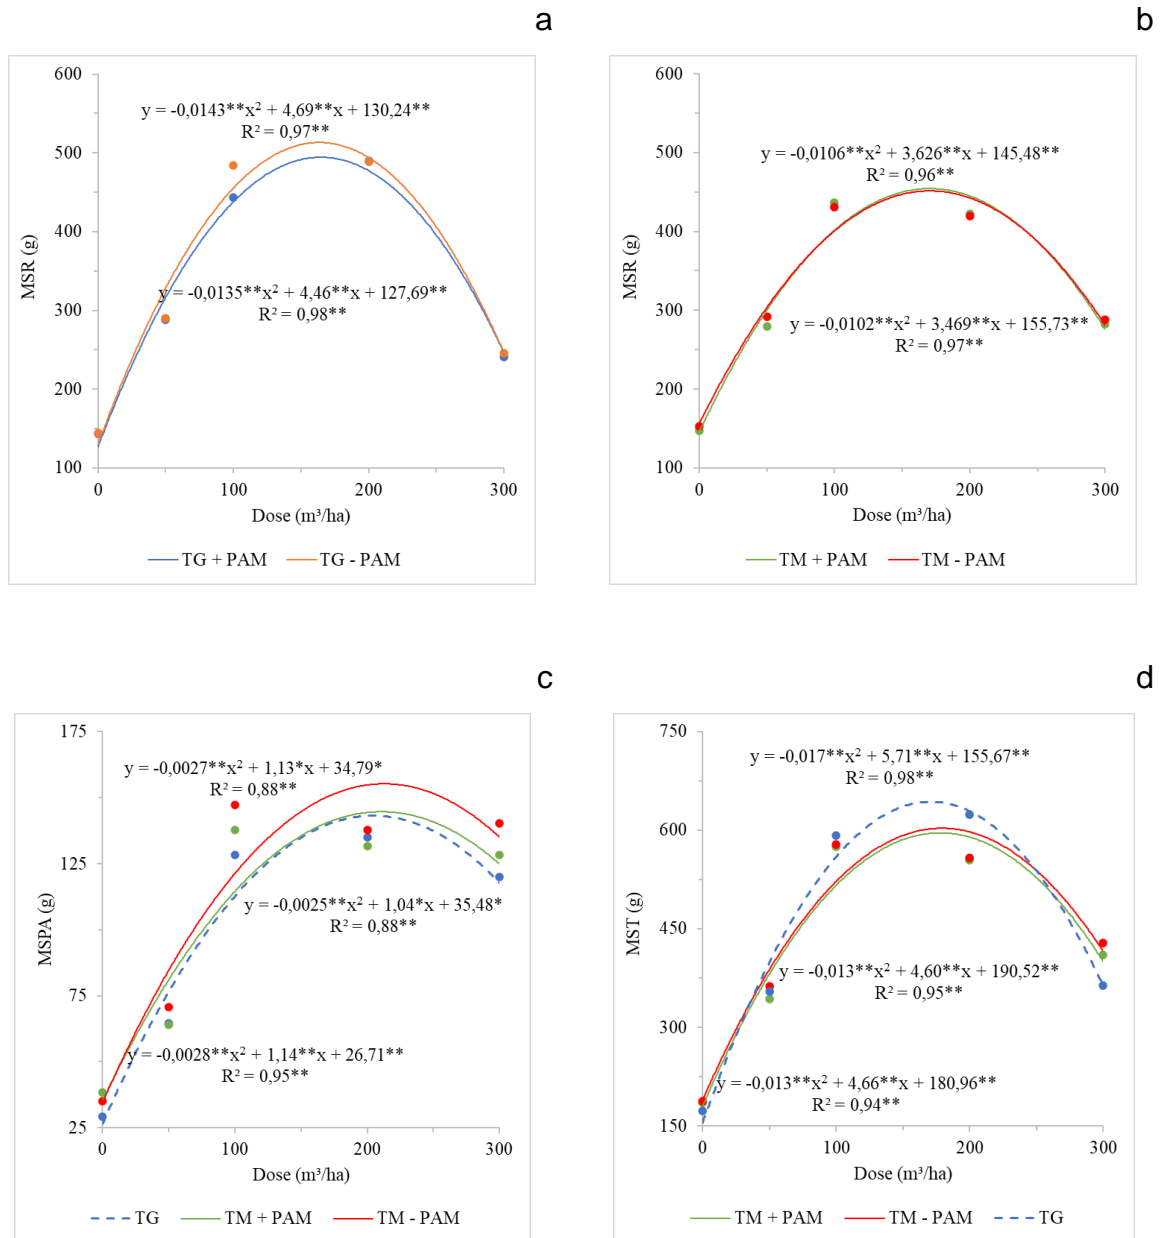 a
600
500
400
300
200
100
MSR (g)
y = -0,0143**x² + 4,69**x + 130,24**
R² = 0,97**
y = -0,0135**x² + 4,46**x + 127,69**
R² = 0,98**
0 100 200 300
Dose (m³/ha)
TG + PAM TG - PAM
b
600
500
400
300
200
100
MSR (g)
y = -0,0106**x² + 3,626**x + 145,48**
R² = 0,96**
y = -0,0102**x² + 3,469**x + 155,73**
R² = 0,97**
0 100 200 300
Dose (m³/ha)
TM + PAM TM - PAM
c
175
125
75
25
MSPA (g)
y = -0,0027**x² + 1,13*x + 34,79*
R² = 0,88**
y = -0,0025**x² + 1,04*x + 35,48*
R² = 0,88**
y = -0,0028**x² + 1,14**x + 26,71**
R² = 0,95**
0 100 200 300
Dose (m³/ha)
TG TM + PAM TM - PAM
d
750
600
450
300
150
MST (g)
y = -0,017**x² + 5,71**x + 155,67**
R² = 0,98**
y = -0,013**x² + 4,60**x + 190,52**
R² = 0,95**
y = -0,013**x² + 4,66**x + 180,96**
R² = 0,94**
0 100 200 300
Dose (m³/ha)
TM + PAM TM - PAM TG